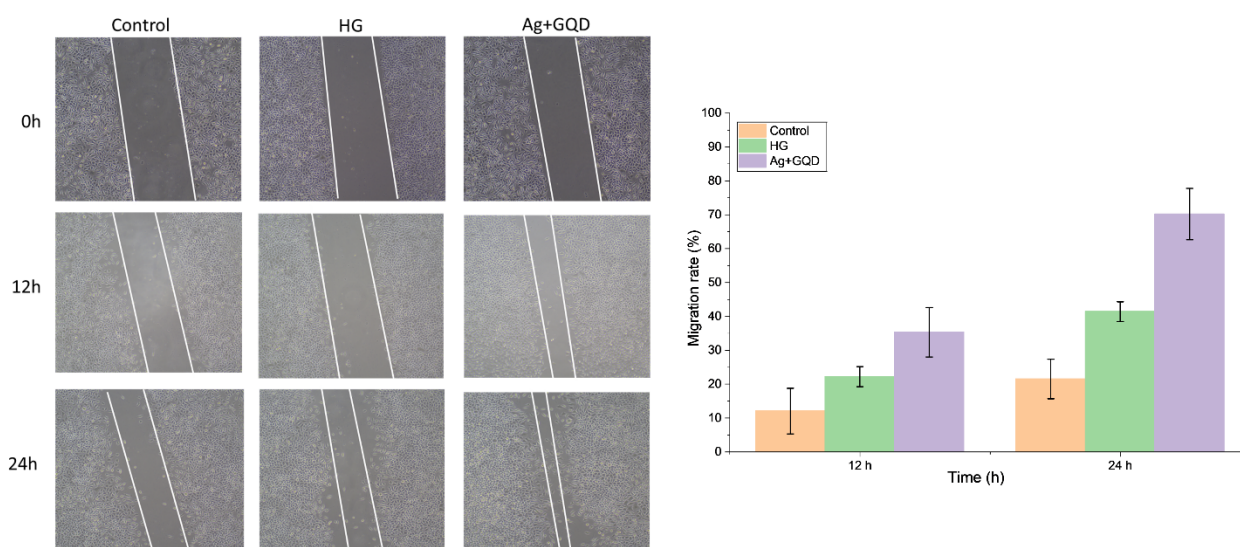 Control HG Ag+GQD
0h
12h
24h
100
90
80
70
60
50
40
30
20
10
0
Migration rate (%)
Control
HG
Ag+GQD
12 h 24 h
Time (h)